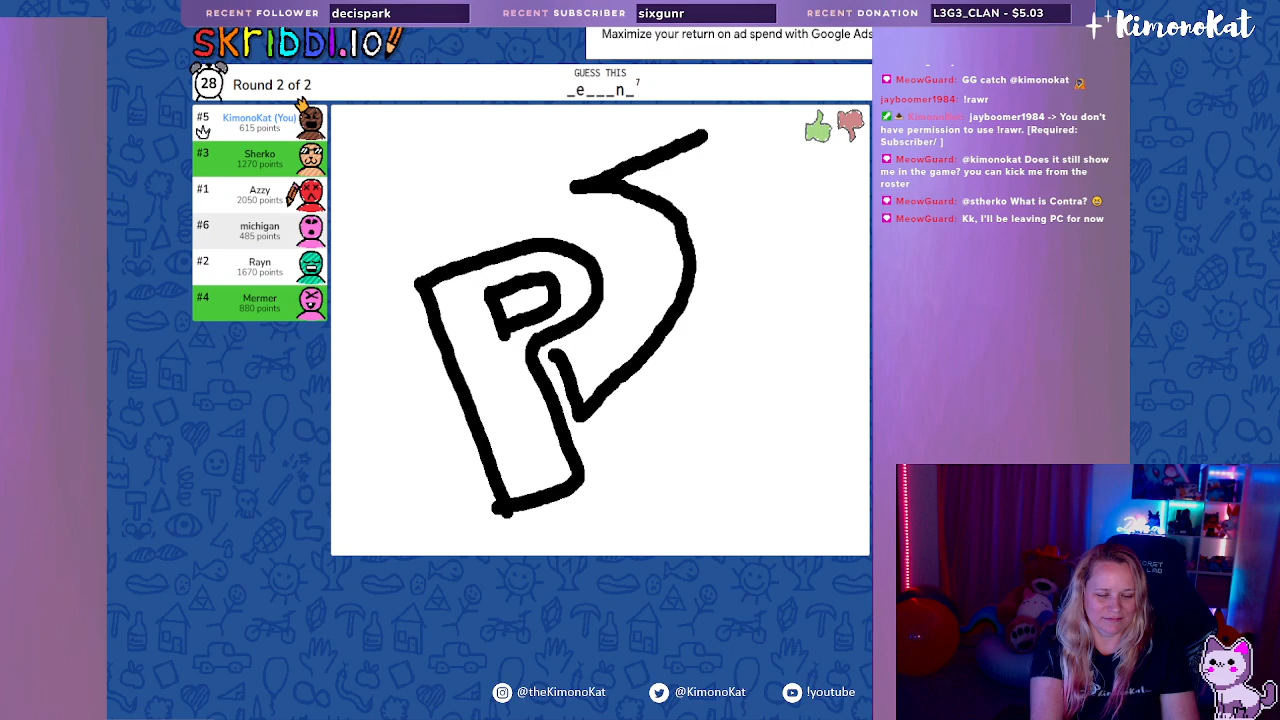 RECENT FOLLOWER decispark RECENT SUBSCRIBER sixgunr RECENT DONATION L3G3_CLAN - $5.03
KimonoKat
skribbl.io
Maximize your return on ad spend with Google Ads
28 Round 2 of 2
GUESS THIS
_e___n_ 7
#5 KimonoKat (You)
615 points
#3 Sherko
1270 points
#1 Azzy
2050 points
#6 michigan
485 points
#2 Rayn
1670 points
#4 Mermer
880 points
P
MeowGuard: GG catch @kimonokat
jayboomer1984: !rawr
jayboomer1984 -> You don't
have permission to use !rawr. [Required:
Subscriber/ ]
MeowGuard: @kimonokat Does it still show
me in the game? you can kick me from the
roster
MeowGuard: @stherko What is Contra?
MeowGuard: Kk, I'll be leaving PC for now
@theKimonoKat @KimonoKat !youtube